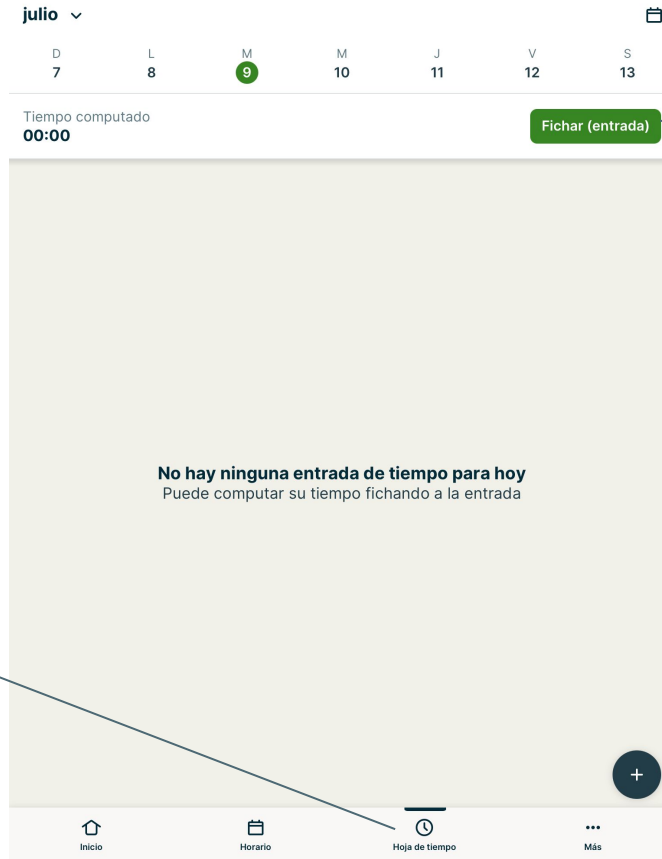 julio
D L M M J V S
7 8 9 10 11 12 13
Tiempo computado
00:00
Fichar (entrada)
No hay ninguna entrada de tiempo para hoy
Puede computar su tiempo fichando a la entrada
+
Inicio Horario Hoja de tiempo Más